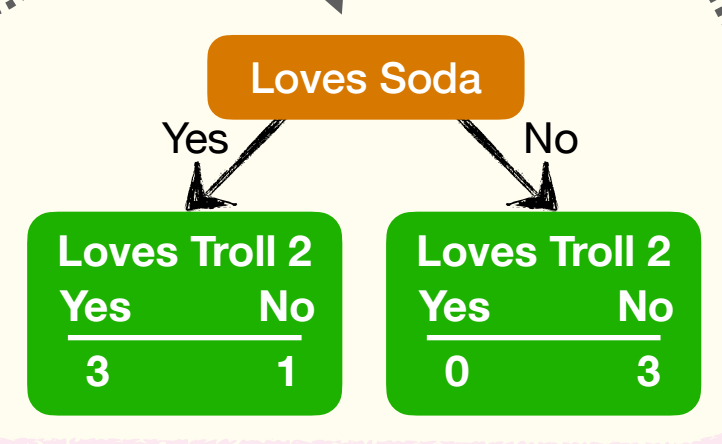 Loves Soda
Yes No
Loves Troll 2
Yes No
3 1
Loves Troll 2
Yes No
0 3